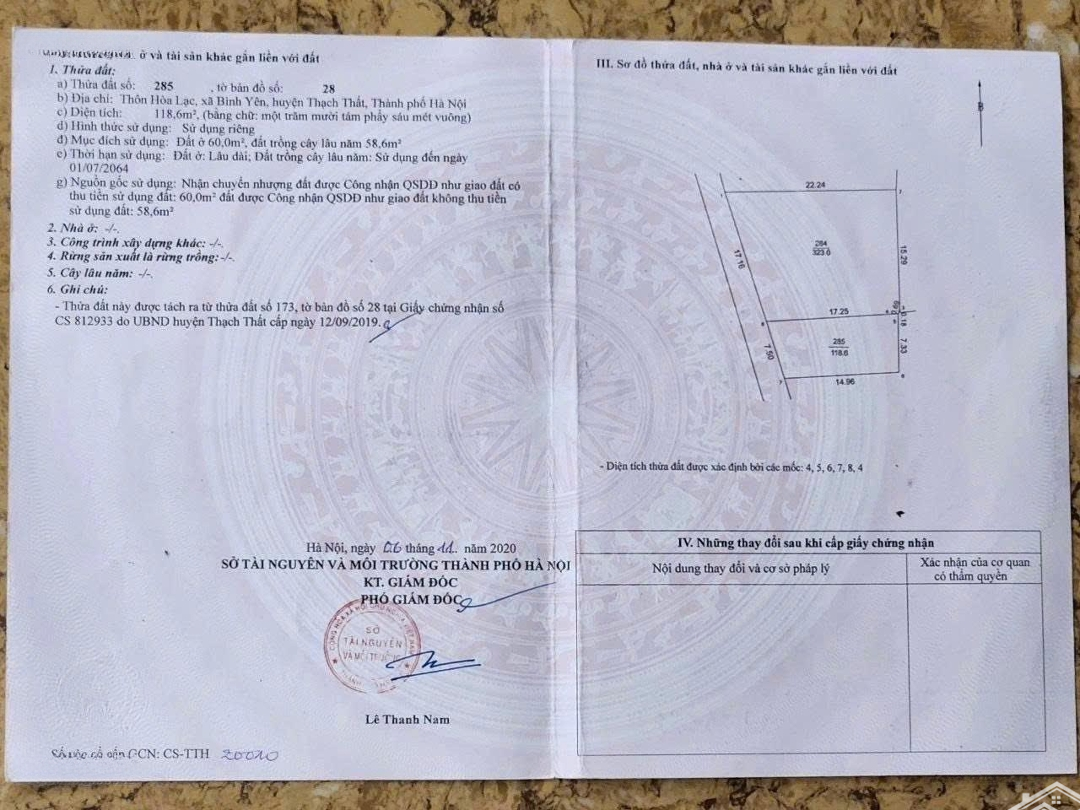 ở và tài sản khác gắn liền với đất
1. Thửa đất:
a) Thửa đất số: 285 , tờ bản đồ số: 28
b) Địa chỉ: Thôn Hòa Lạc, xã Bình Yên, huyện Thạch Thất, Thành phố Hà Nội
c) Diện tích: 118,6m², (bằng chữ: một trăm mười tám phẩy sáu mét vuông)
d) Hình thức sử dụng: Sử dụng riêng
đ) Mục đích sử dụng: Đất ở 60,0m², đất trồng cây lâu năm 58,6m²
e) Thời hạn sử dụng: Đất ở: Lâu dài; Đất trồng cây lâu năm: Sử dụng đến ngày
01/07/2064
g) Nguồn gốc sử dụng: Nhận chuyển nhượng đất được Công nhận QSDD như giao đất có
thu tiền sử dụng đất: 60,0m² đất được Công nhận QSDD như giao đất không thu tiền
sử dụng đất: 58,6m²
2. Nhà ở: -/-.
3. Công trình xây dựng khác: -/-.
4. Rừng sản xuất là rừng trồng: -/-.
5. Cây lâu năm: -/-.
6. Ghi chú:
- Thửa đất này được tách ra từ thửa đất số 173, tờ bản đồ số 28 tại Giấy chứng nhận số
CS 812933 do UBND huyện Thạch Thất cấp ngày 12/09/2019.
Hà Nội, ngày 06 tháng 11. năm 2020
SỞ TÀI NGUYÊN VÀ MÔI TRƯỜNG THÀNH PHỐ HÀ NỘI
KT. GIÁM ĐỐC
PHÓ GIÁM ĐỐC
SỞ
TÀI NGUYÊN
VÀ MÔI TRƯỜNG
Lê Thanh Nam
GCN: CS-TTH 20010
III. Sơ đồ thửa đất, nhà ở và tài sản khác gắn liền với đất
B
22.24
284
323.0
17.16
15.29
17.25
0.18
285
118.6
7.50
7.33
14.96
- Diện tích thửa đất được xác định bởi các mốc: 4, 5, 6, 7, 8, 4
IV. Những thay đổi sau khi cấp giấy chứng nhận
Nội dung thay đổi và cơ sở pháp lý
Xác nhận của cơ quan
có thẩm quyền